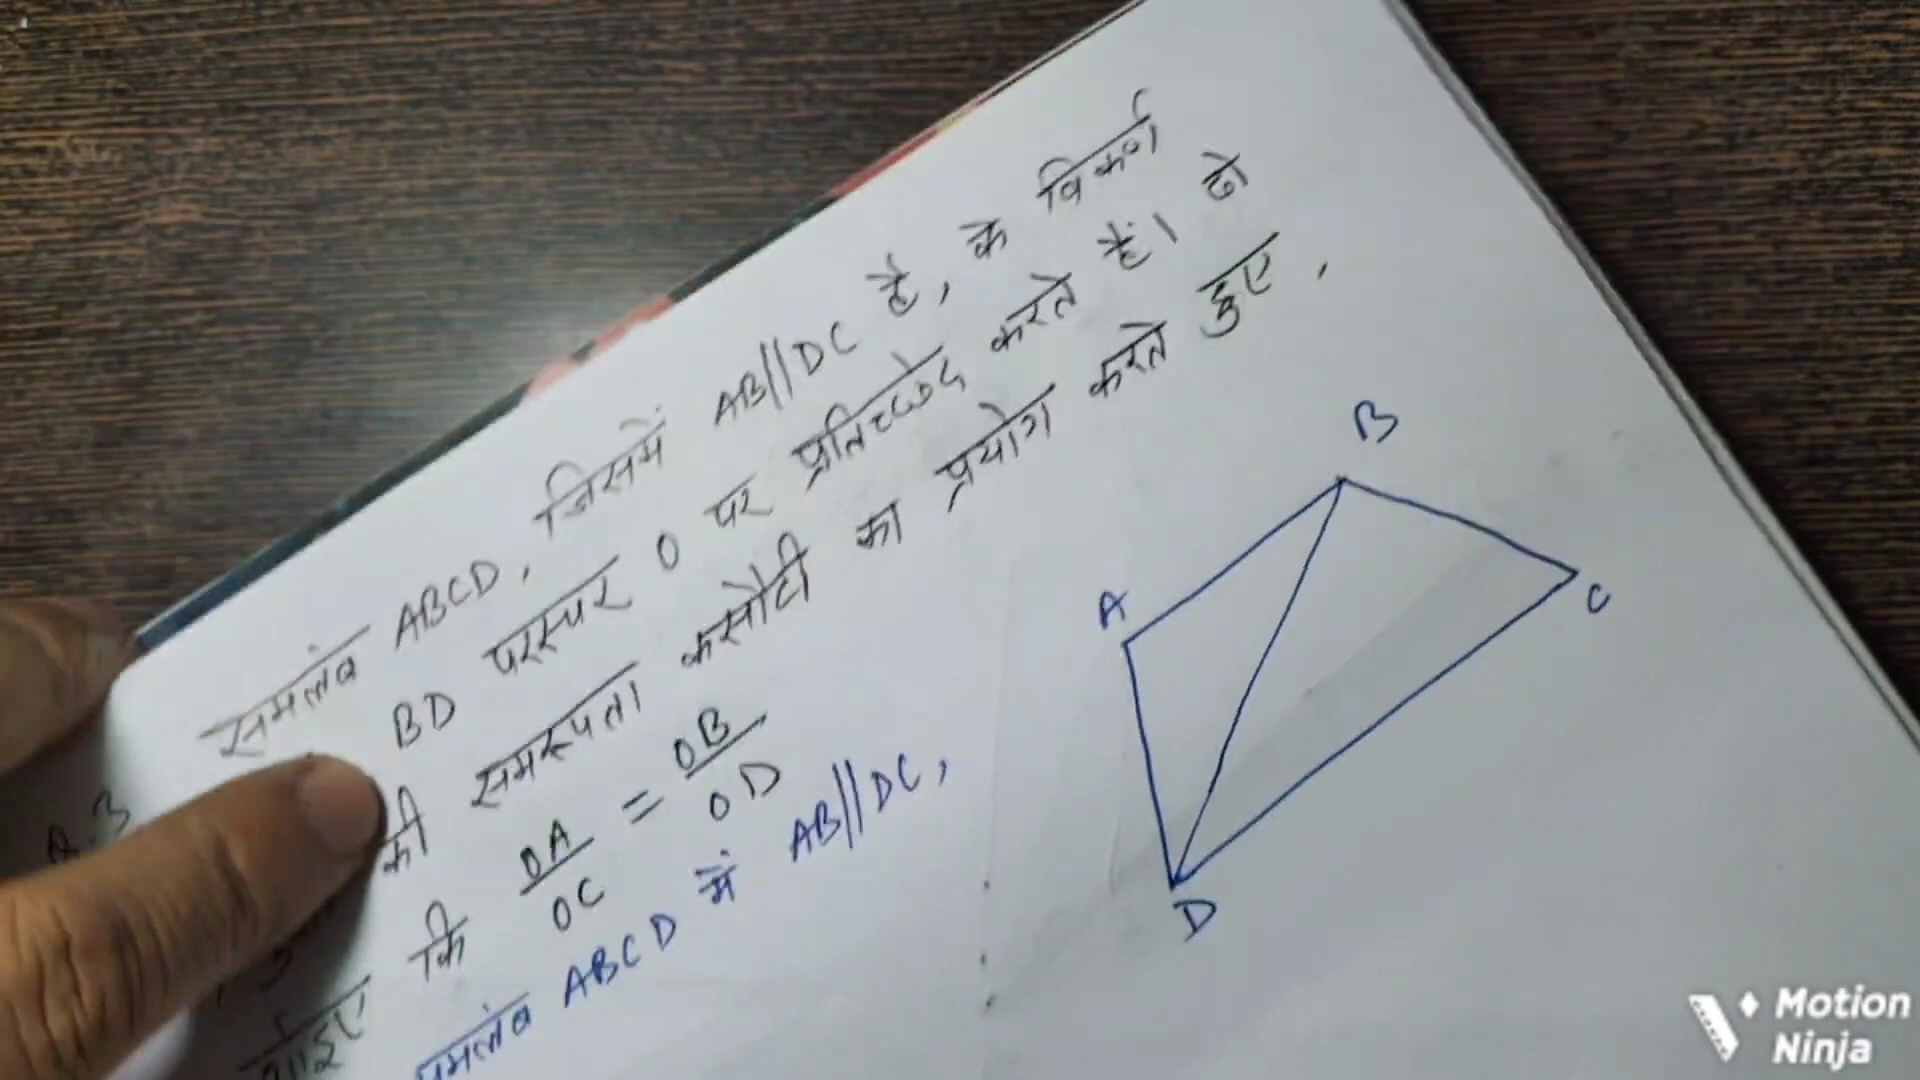 समलंब ABCD, जिसमें AB||DC है, के विकर्ण
BD परस्पर O पर प्रतिच्छेद करते हैं। दो
की समरूपता कसौटी का प्रयोग करते हुए,
कि OA/OC = OB/OD
समलंब ABCD में AB||DC,
B
A
C
D
Motion
Ninja